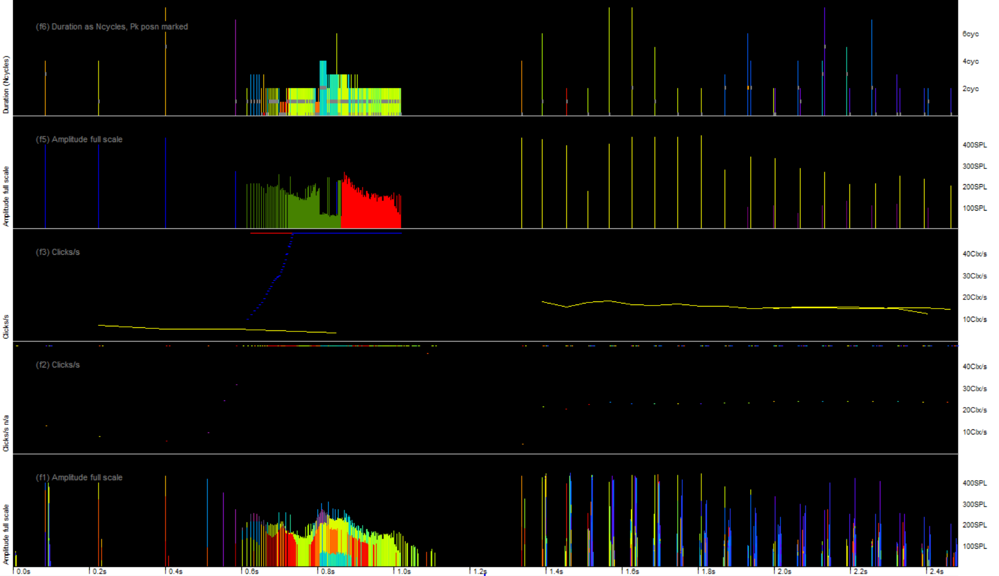 (f6) Duration as Ncycles, Pk posn marked
Duration (Ncycles)
6cyc
4cyc
2cyc
(f5) Amplitude full scale
Amplitude full scale
400SPL
300SPL
200SPL
100SPL
(f3) Clicks/s
Clicks/s
40Clx/s
30Clx/s
20Clx/s
10Clx/s
(f2) Clicks/s
Clicks/s n/a
40Clx/s
30Clx/s
20Clx/s
10Clx/s
(f1) Amplitude full scale
Amplitude full scale
400SPL
300SPL
200SPL
100SPL
0.0s 0.2s 0.4s 0.6s 0.8s 1.0s 1.2s 1.4s 1.6s 1.8s 2.0s 2.2s 2.4s